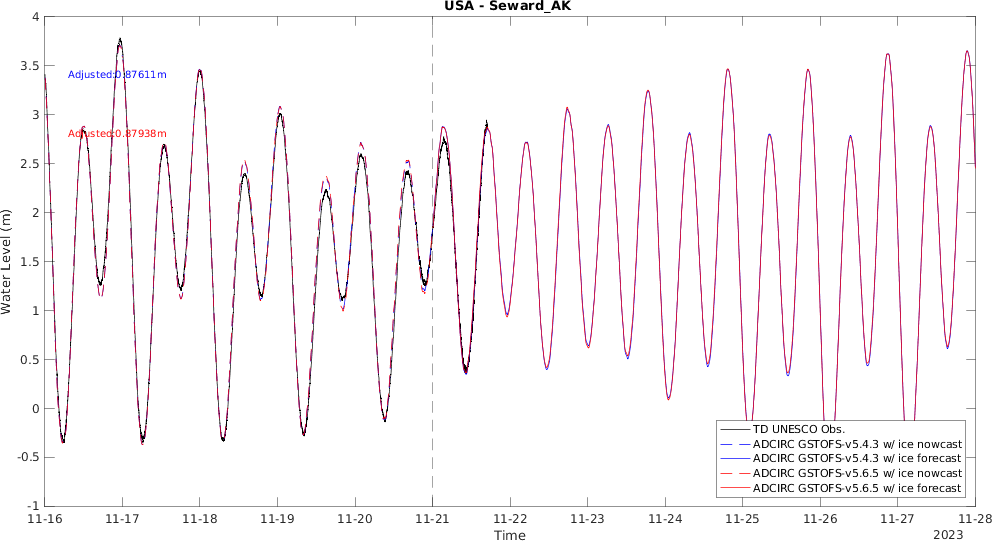 USA - Seward_AK
4
3.5
3
2.5
2
1.5
1
0.5
0
-0.5
-1
Water Level (m)
Adjusted:0.87611m
Adjusted:0.87938m
TD UNESCO Obs.
ADCIRC GSTOFS-v5.4.3 w/ ice nowcast
ADCIRC GSTOFS-v5.4.3 w/ ice forecast
ADCIRC GSTOFS-v5.6.5 w/ ice nowcast
ADCIRC GSTOFS-v5.6.5 w/ ice forecast
11-16 11-17 11-18 11-19 11-20 11-21 11-22 11-23 11-24 11-25 11-26 11-27 11-28
Time
2023